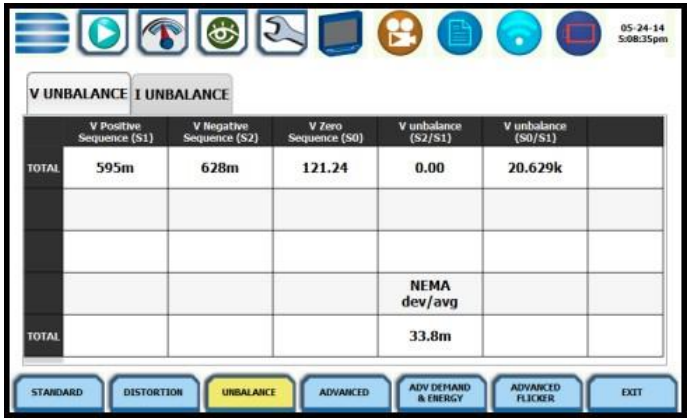 05-24-14
5:08:35pm
V UNBALANCE I UNBALANCE
V Positive Sequence (S1) V Negative Sequence (S2) V Zero Sequence (S0) V unbalance (S2/S1) V unbalance (S0/S1)
TOTAL 595m 628m 121.24 0.00 20.629k
NEMA
dev/avg
TOTAL 33.8m
STANDARD DISTORTION UNBALANCE ADVANCED ADV DEMAND & ENERGY ADVANCED FLICKER EXIT